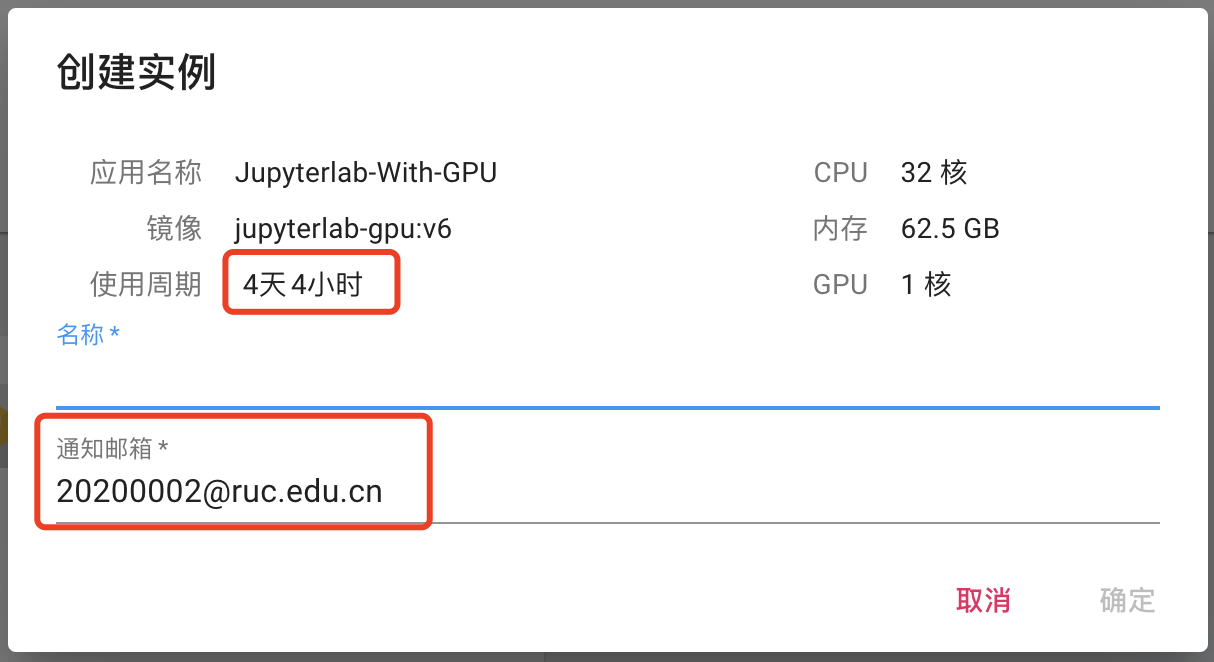 创建实例
应用名称 Jupyterlab-With-GPU CPU 32 核
镜像 jupyterlab-gpu:v6 内存 62.5 GB
使用周期 4天 4小时 GPU 1 核
名称 *
通知邮箱 *
20200002@ruc.edu.cn
取消 确定